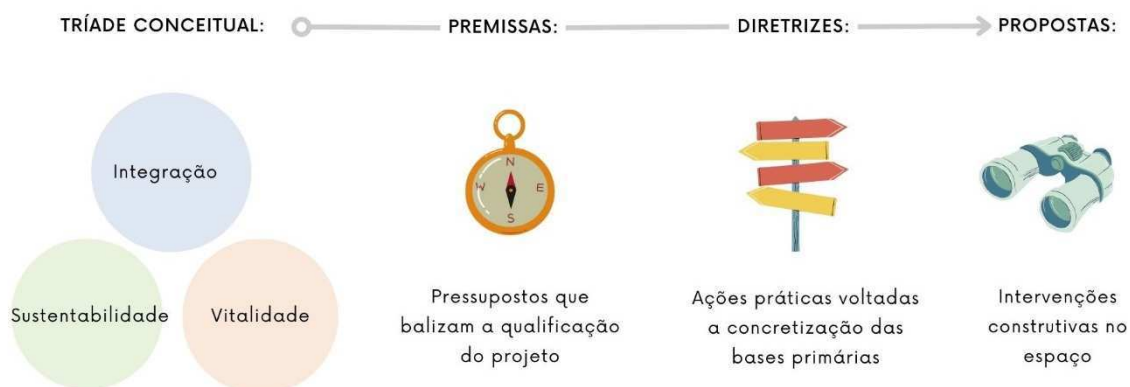 TRÍADE CONCEITUAL:
PREMISSAS:
DIRETRIZES:
PROPOSTAS:
Integração
Sustentabilidade
Vitalidade
N
W
E
S
Pressupostos que
balizam a qualificação
do projeto
Ações práticas voltadas
a concretização das
bases primárias
Intervenções
construtivas no
espaço